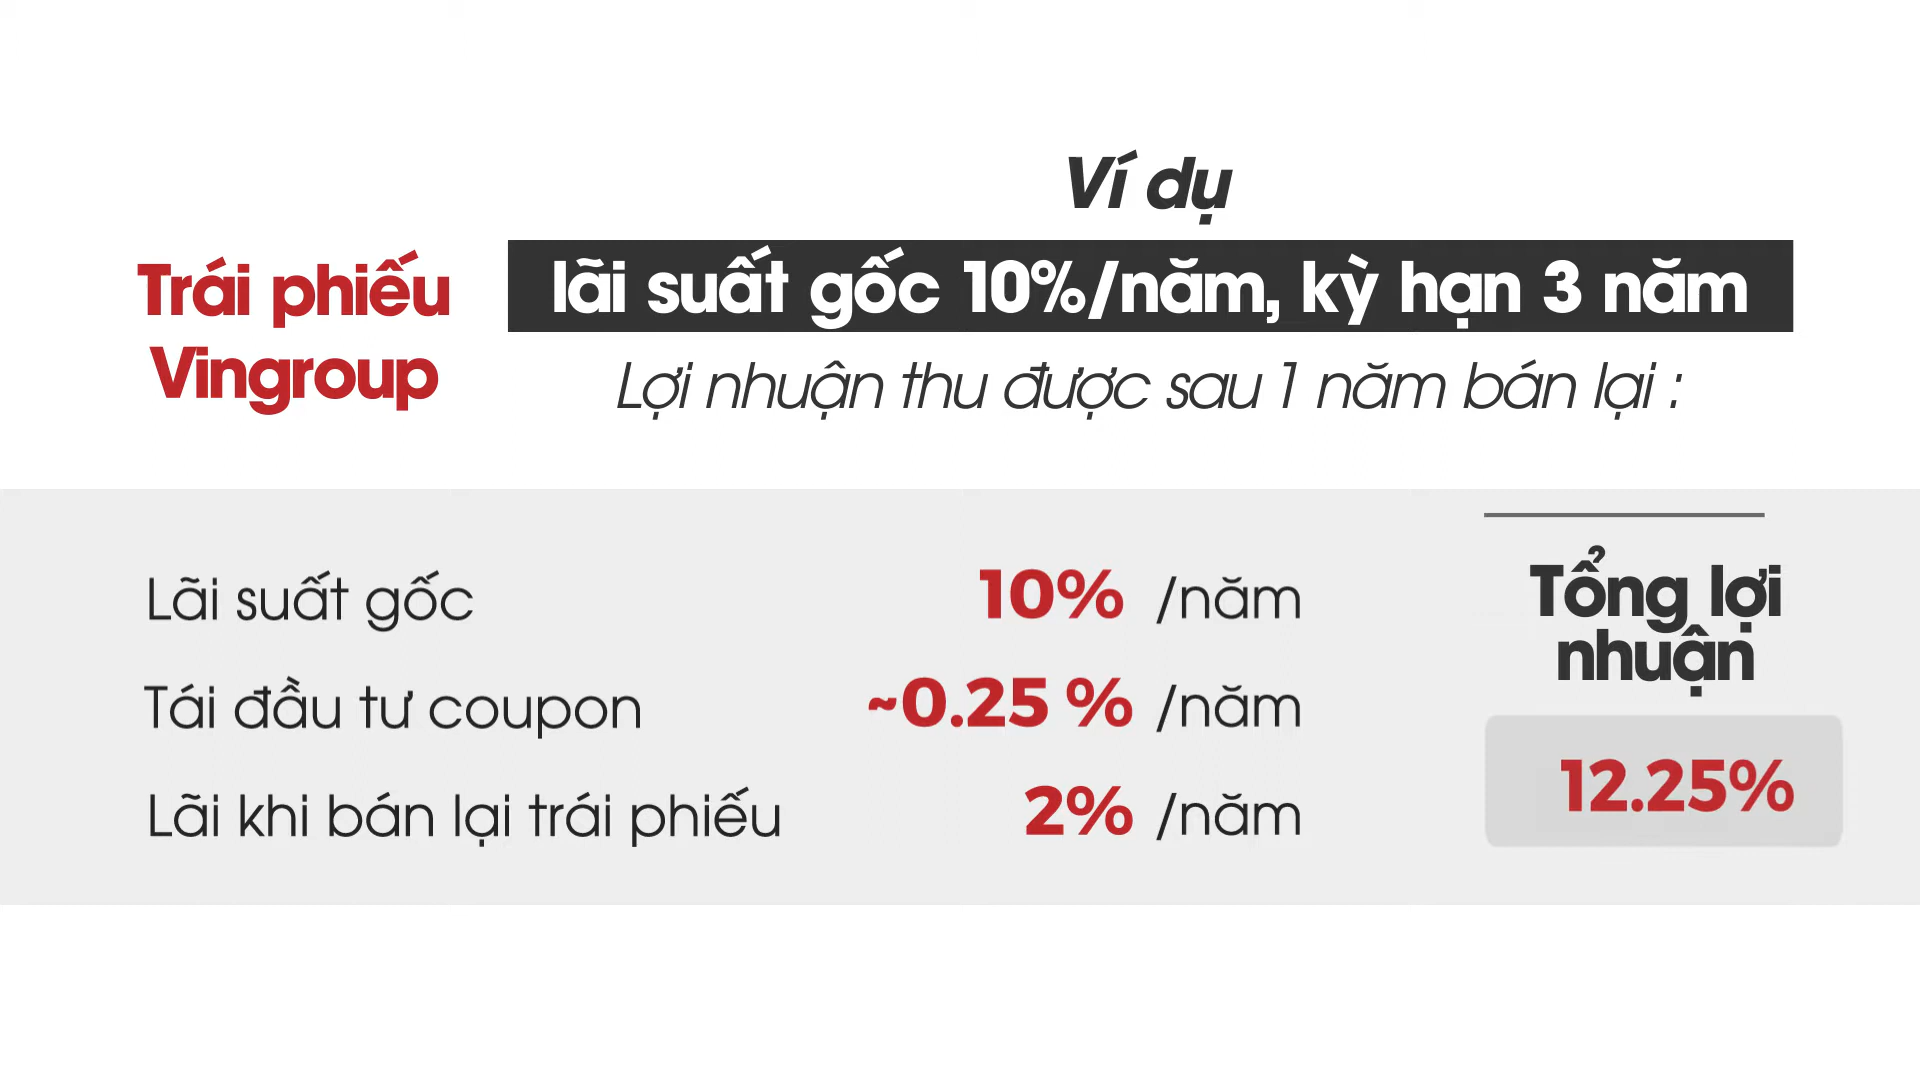 Trái phiếu
Vingroup
Ví dụ
lãi suất gốc 10%/năm, kỳ hạn 3 năm
Lợi nhuận thu được sau 1 năm bán lại :
Lãi suất gốc 10% /năm
Tái đầu tư coupon ~0.25 % /năm
Lãi khi bán lại trái phiếu 2% /năm
Tổng lợi
nhuận
12.25%